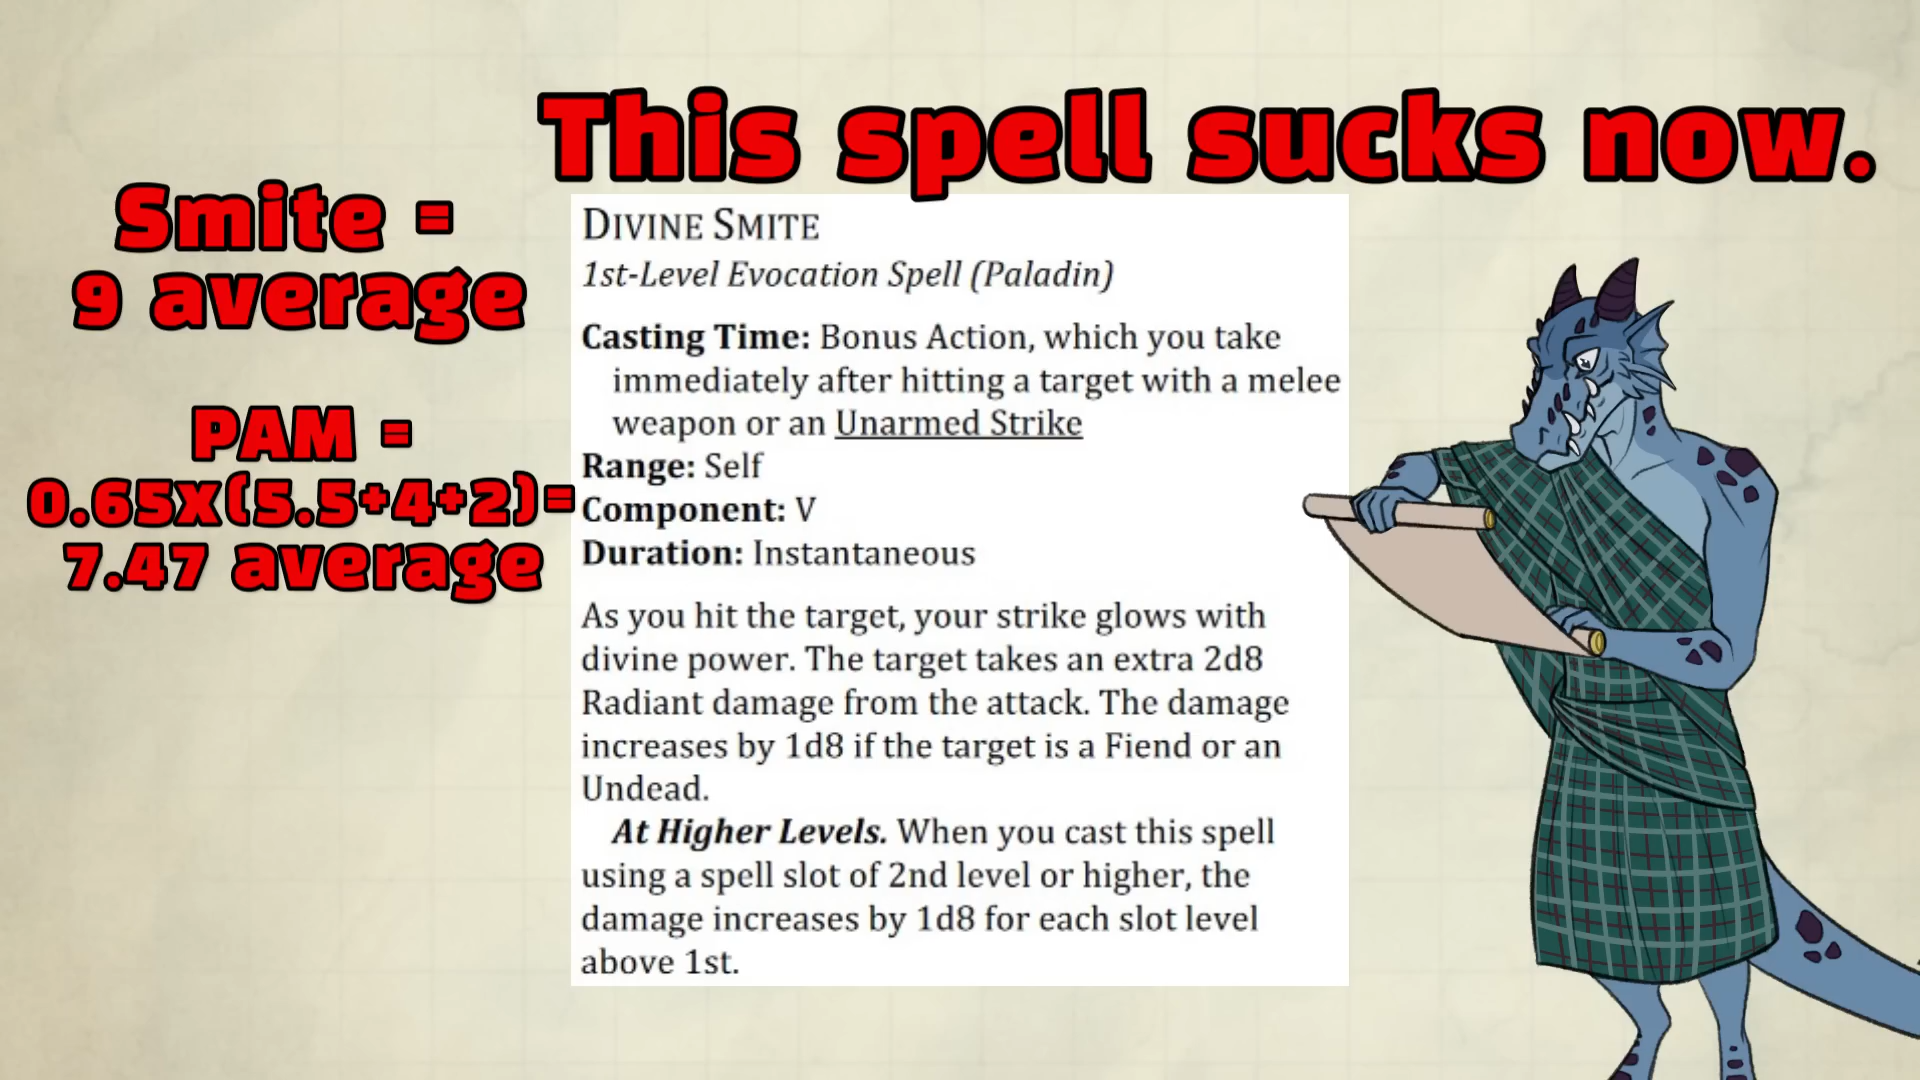 This spell sucks now.
Smite =
9 average
PAM =
0.65X(5.5+4+2)=
7.47 average
DIVINE SMITE
1st-Level Evocation Spell (Paladin)
Casting Time: Bonus Action, which you take
immediately after hitting a target with a melee
weapon or an Unarmed Strike
Range: Self
Component: V
Duration: Instantaneous
As you hit the target, your strike glows with
divine power. The target takes an extra 2d8
Radiant damage from the attack. The damage
increases by 1d8 if the target is a Fiend or an
Undead.
At Higher Levels. When you cast this spell
using a spell slot of 2nd level or higher, the
damage increases by 1d8 for each slot level
above 1st.